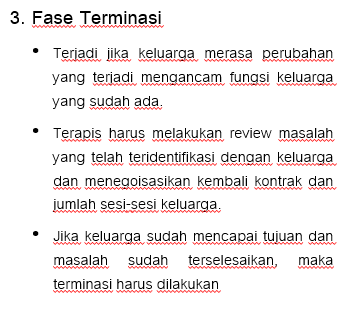 3. Fase Terminasi
• Terjadi jika keluarga merasa perubahan
yang terjadi mengancam fungsi keluarga
yang sudah ada.
• Terapis harus melakukan review masalah
yang telah teridentifikasi dengan keluarga
dan menegoisasikan kembali kontrak dan
jumlah sesi-sesi keluarga.
• Jika keluarga sudah mencapai tujuan dan
masalah sudah terselesaikan, maka
terminasi harus dilakukan